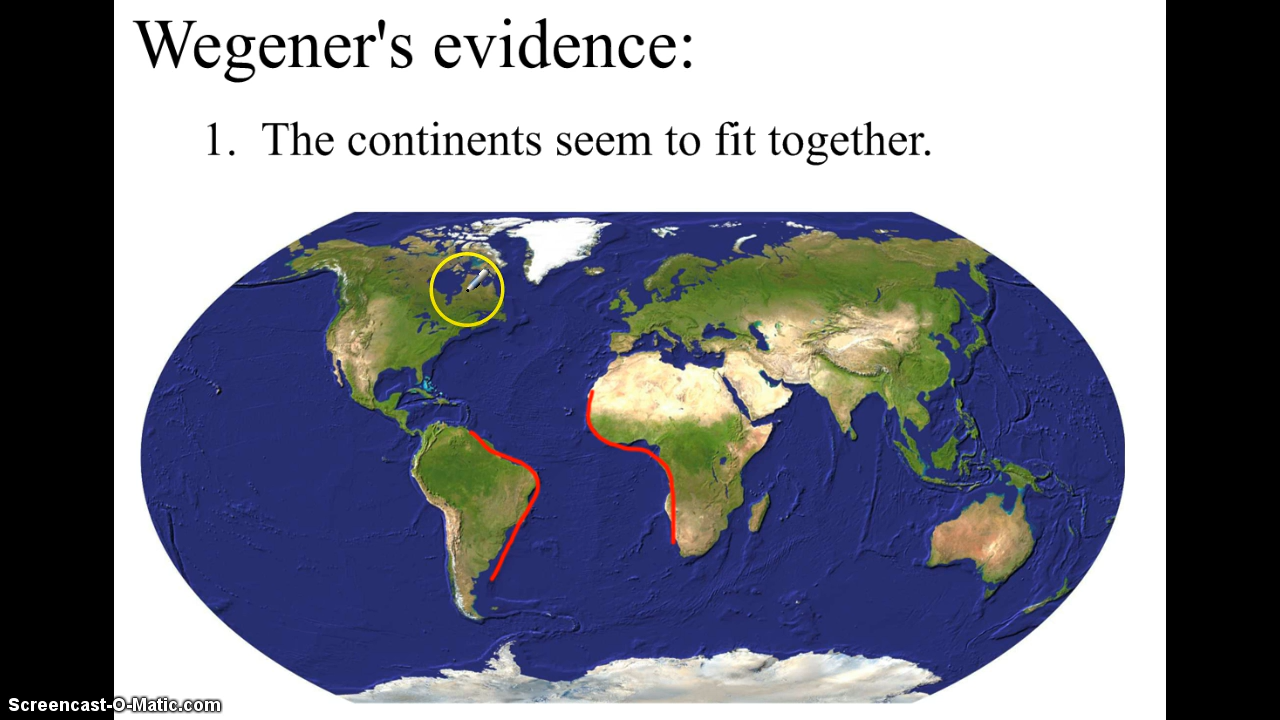 Wegener's evidence:
1. The continents seem to fit together.
Screencast-O-Matic.com